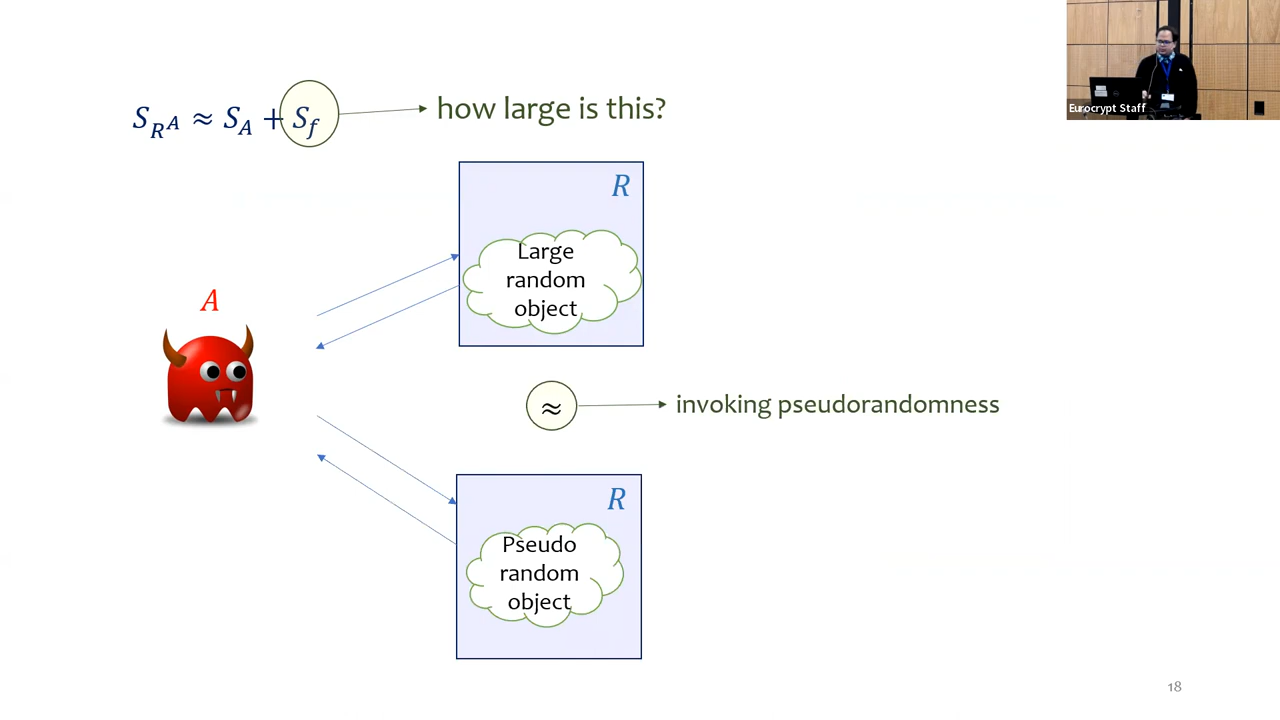 S_{R^A} ≈ S_A + S_f
how large is this?
Eurocrypt Staff
R
Large
random
object
A
≈
invoking pseudorandomness
R
Pseudo
random
object
18